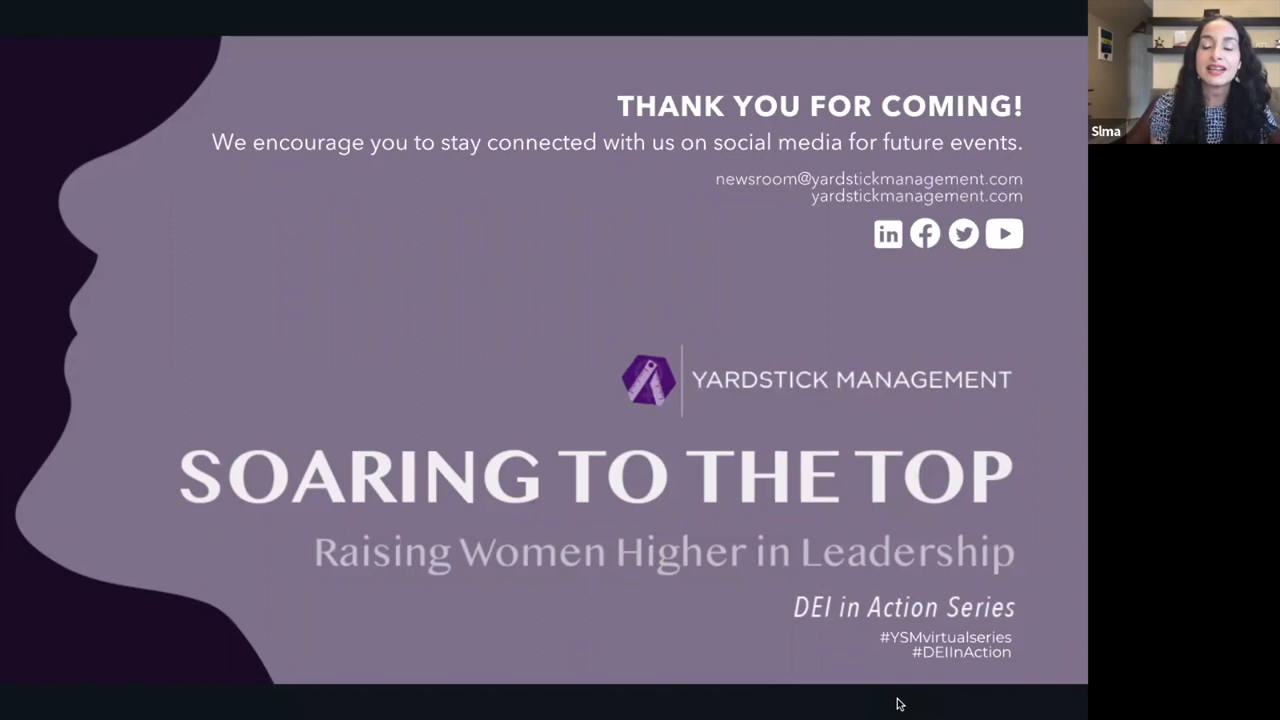 THANK YOU FOR COMING!
We encourage you to stay connected with us on social media for future events.
newsroom@yardstickmanagement.com
yardstickmanagement.com
in
YARDSTICK MANAGEMENT
SOARING TO THE TOP
Raising Women Higher in Leadership
DEI in Action Series
#YSMvirtualseries
#DEIInAction
Slma